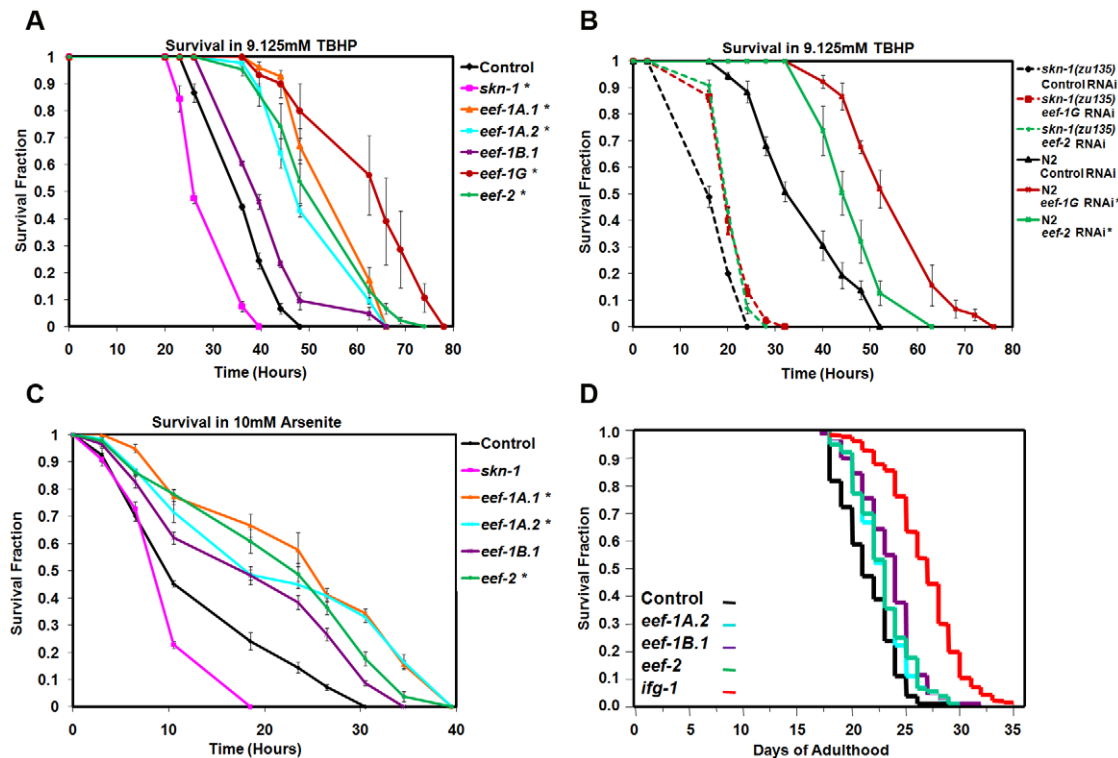 A
Survival in 9.125mM TBHP
Survival Fraction
1
0.9
0.8
0.7
0.6
0.5
0.4
0.3
0.2
0.1
0
0 10 20 30 40 50 60 70 80
Time (Hours)
Control
skn-1 *
eef-1A.1 *
eef-1A.2 *
eef-1B.1
eef-1G *
eef-2 *
B
Survival in 9.125mM TBHP
Survival Fraction
1
0.9
0.8
0.7
0.6
0.5
0.4
0.3
0.2
0.1
0
0 10 20 30 40 50 60 70 80
Time (Hours)
skn-1(zu135)
Control RNAi
skn-1(zu135)
eef-1G RNAi
skn-1(zu135)
eef-2 RNAi
N2
Control RNAi
N2
eef-1G RNAi*
N2
eef-2 RNAi*
C
Survival in 10mM Arsenite
Survival Fraction
1
0.9
0.8
0.7
0.6
0.5
0.4
0.3
0.2
0.1
0
0 10 20 30 40
Time (Hours)
Control
skn-1
eef-1A.1 *
eef-1A.2 *
eef-1B.1
eef-2 *
D
Survival Fraction
1.0
0.9
0.8
0.7
0.6
0.5
0.4
0.3
0.2
0.1
0.0
0 5 10 15 20 25 30 35
Days of Adulthood
Control
eef-1A.2
eef-1B.1
eef-2
ifg-1